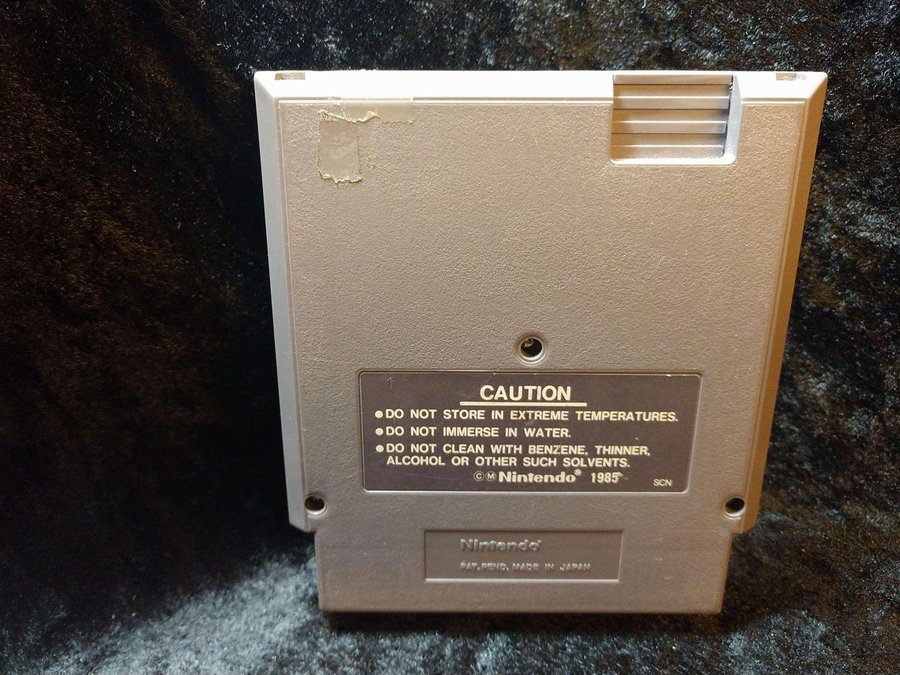 CAUTION
●DO NOT STORE IN EXTREME TEMPERATURES.
●DO NOT IMMERSE IN WATER.
●DO NOT CLEAN WITH BENZENE, THINNER,
ALCOHOL OR OTHER SUCH SOLVENTS.
©Ⓜ Nintendo® 1985
SCN
Nintendo®
PAT, PEND, MADE IN JAPAN